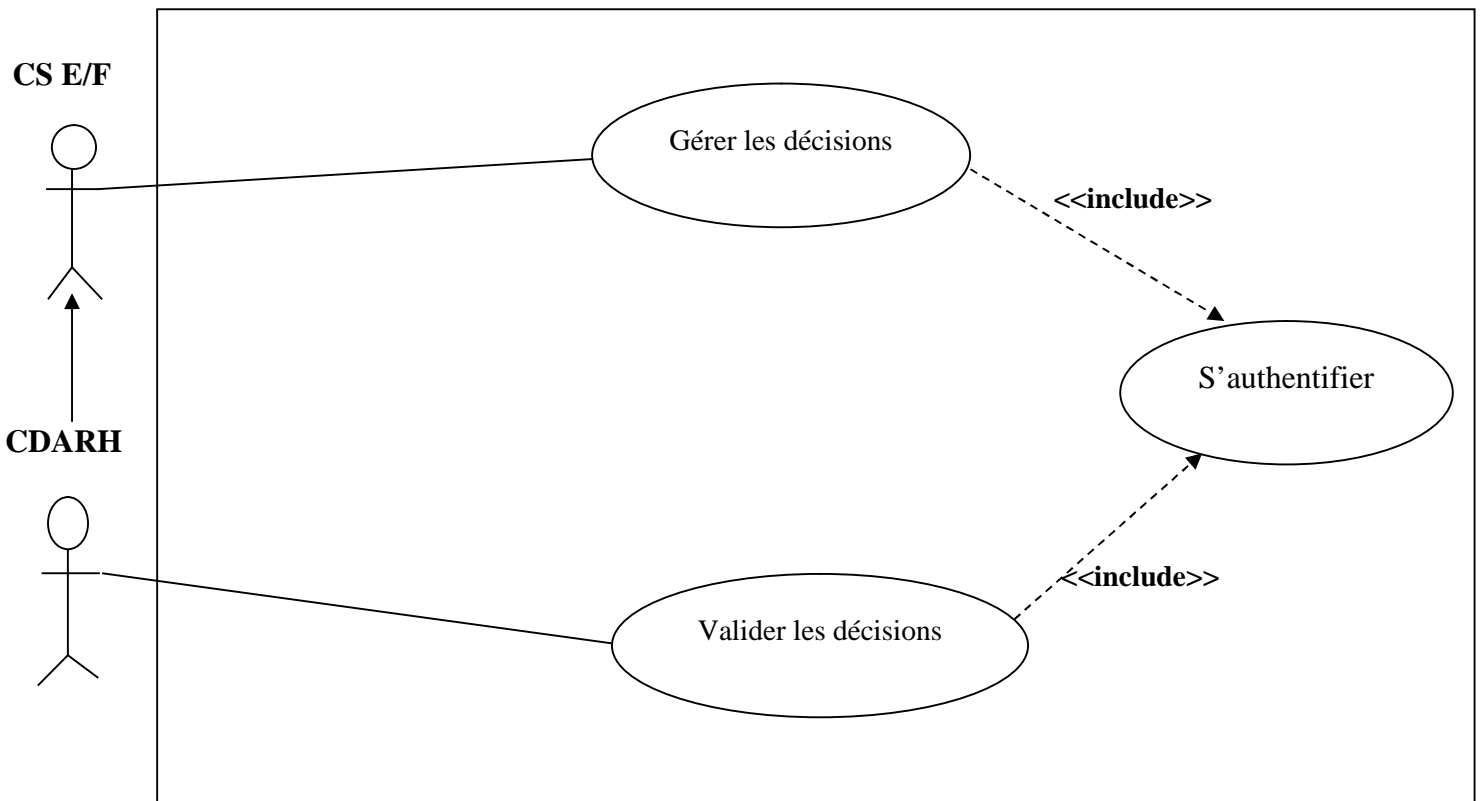 CS E/F
Gérer les décisions
<<include>>
S’authentifier
CDARH
<<include>>
Valider les décisions